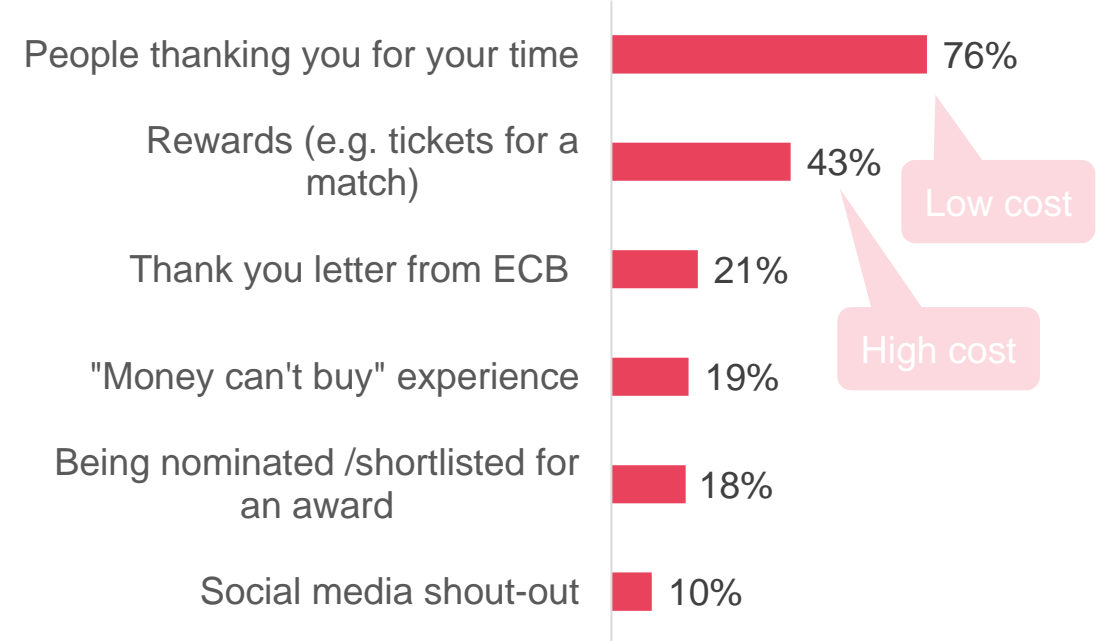 People thanking you for your time
76%
Rewards (e.g. tickets for a
match)
43%
Low cost
Thank you letter from ECB
21%
High cost
"Money can't buy" experience
19%
Being nominated /shortlisted for
an award
18%
Social media shout-out
10%